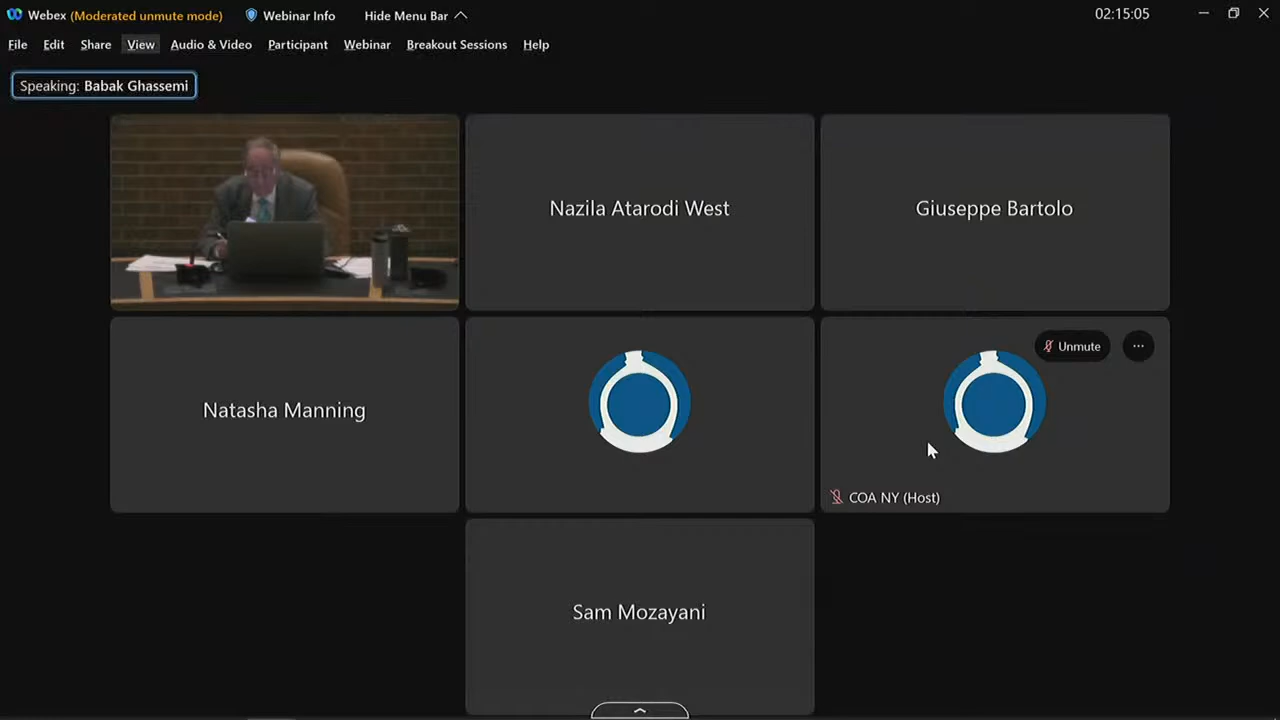 Webex (Moderated unmute mode) Webinar Info Hide Menu Bar 02:15:05
File Edit Share View Audio & Video Participant Webinar Breakout Sessions Help
Speaking: Babak Ghassemi
Nazila Atarodi West
Giuseppe Bartolo
Natasha Manning
Unmute
COA NY (Host)
Sam Mozayani